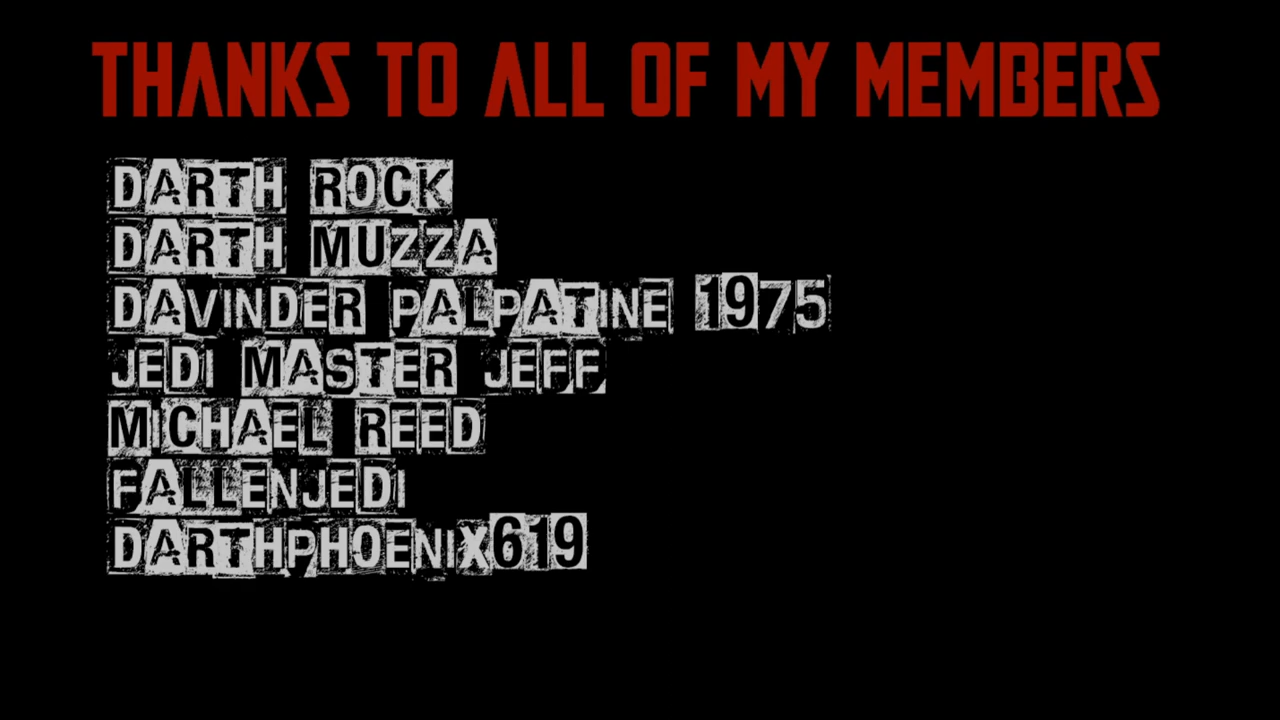 THANKS TO ALL OF MY MEMBERS
DARTH ROCK
DARTH MUZZA
DAVINDER PALPATINE 1975
JEDI MASTER JEFF
MICHAEL REED
FALLENJEDI
DARTHPHOENIX619